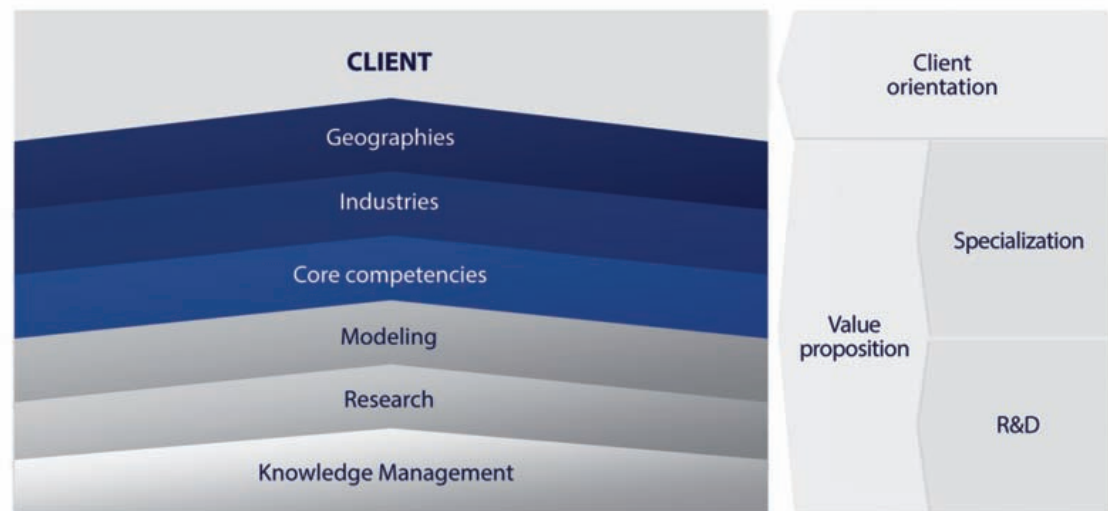 CLIENT
Geographies
Industries
Core competencies
Modeling
Research
Knowledge Management
Client
orientation
Value
proposition
Specialization
R&D